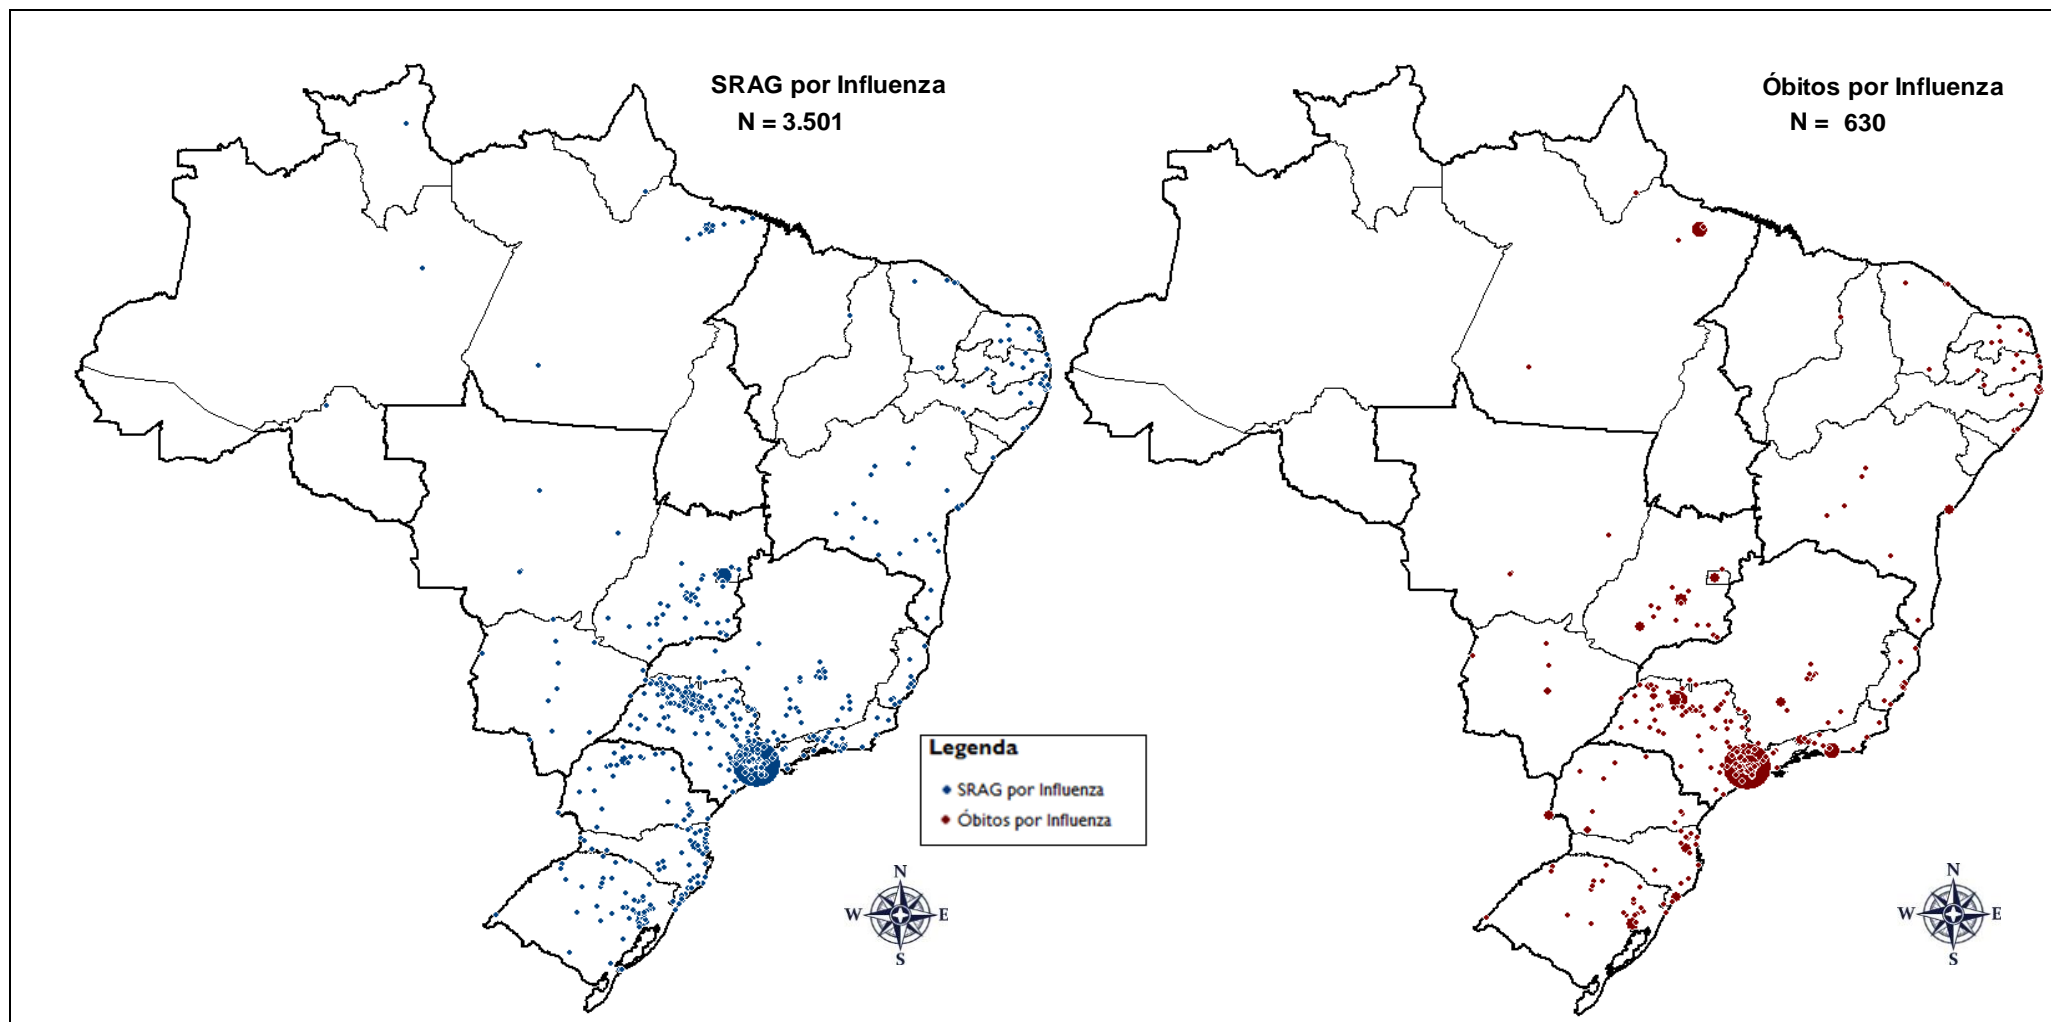 SRAG por Influenza
N = 3.501
Óbitos por Influenza
N = 630
Legenda
SRAG por Influenza
Óbitos por Influenza
N
W E
S
N
W E
S